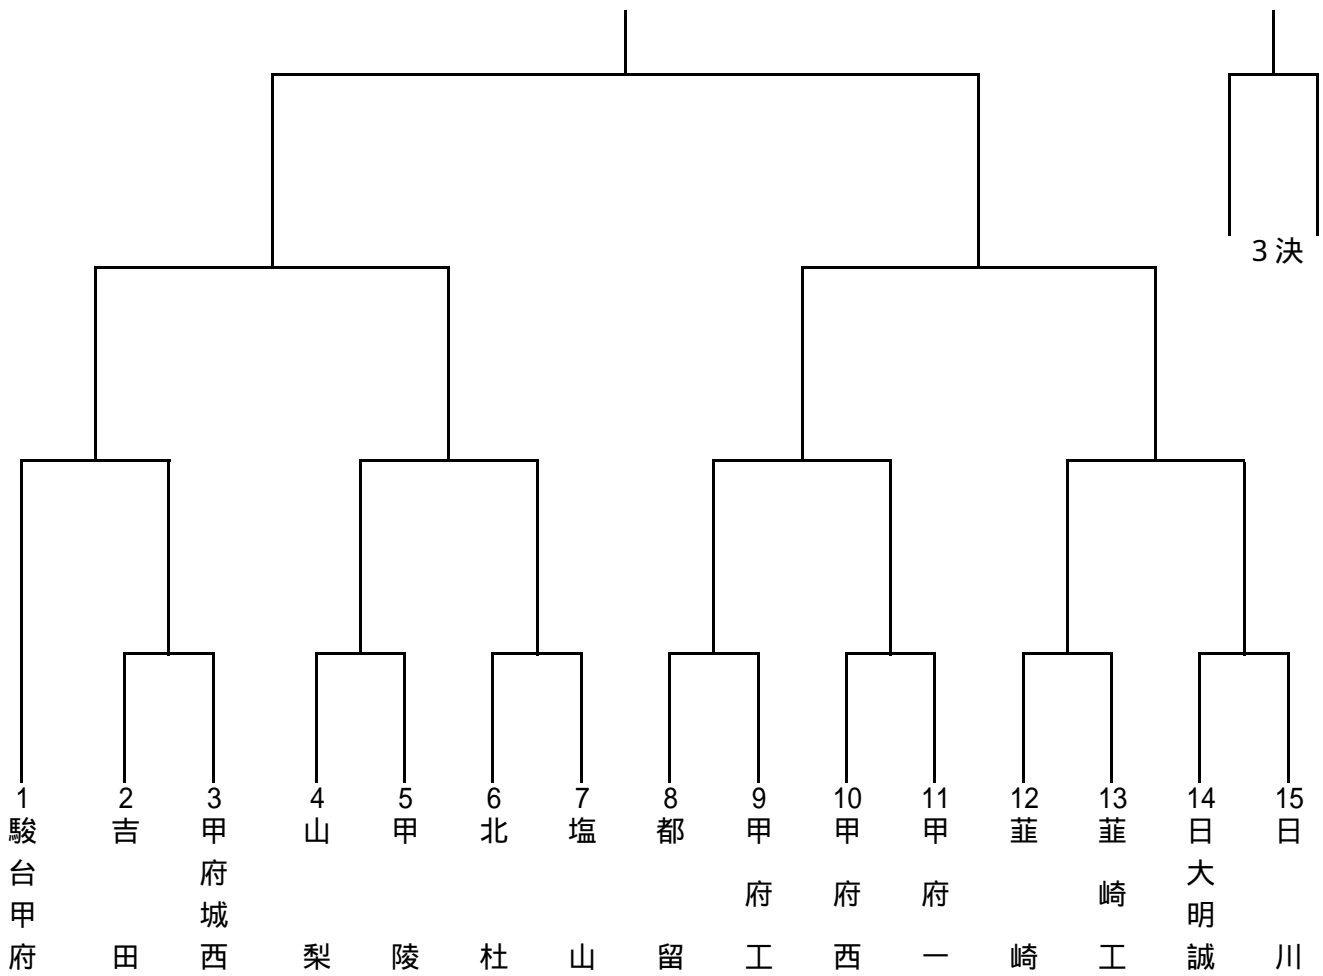 3決
1
駿台甲府
2
吉田
3
甲府城西
4
山梨
5
甲陵
6
北杜
7
塩山
8
都留
9
甲府工
10
甲府西
11
甲府一
12
韮崎
13
韮崎工
14
日大明誠
15
日川